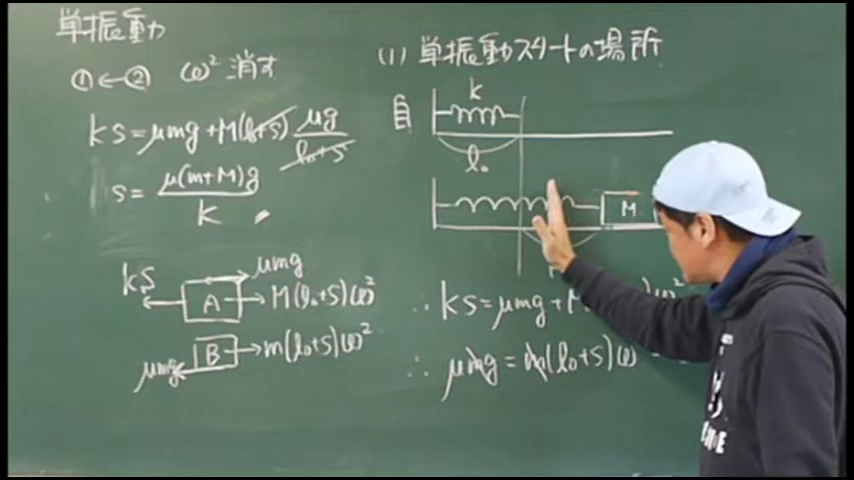 単振動
①←② ω² 消す
ks=μmg+M(l₀+s) μg/l₀+s
s= μ(m+M)g/k
kS A μmg M(l₀+s)ω²
μmg B m(l₀+s)ω²
(1) 単振動スタートの場所
自 k
l₀
M
∴ ks=μmg+M ω²
∴ μmg=m(l₀+s)ω